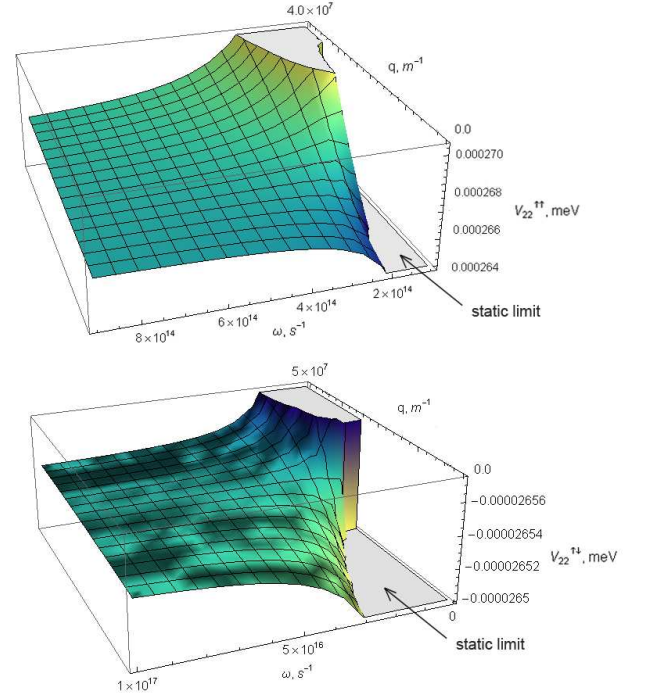 4.0×10⁷
q, m⁻¹
0.0
0.000270
0.000268
V₂₂↑↑, meV
0.000266
0.000264
static limit
2×10¹⁴
4×10¹⁴
6×10¹⁴
8×10¹⁴
ω, s⁻¹
5×10⁷
q, m⁻¹
0.0
−0.00002656
−0.00002654
V₂₂↑↓, meV
−0.00002652
−0.0000265
0
static limit
5×10¹⁶
ω, s⁻¹
1×10¹⁷